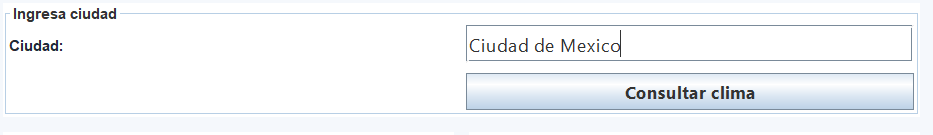 Ingresa ciudad
Ciudad: Ciudad de Mexico
Consultar clima